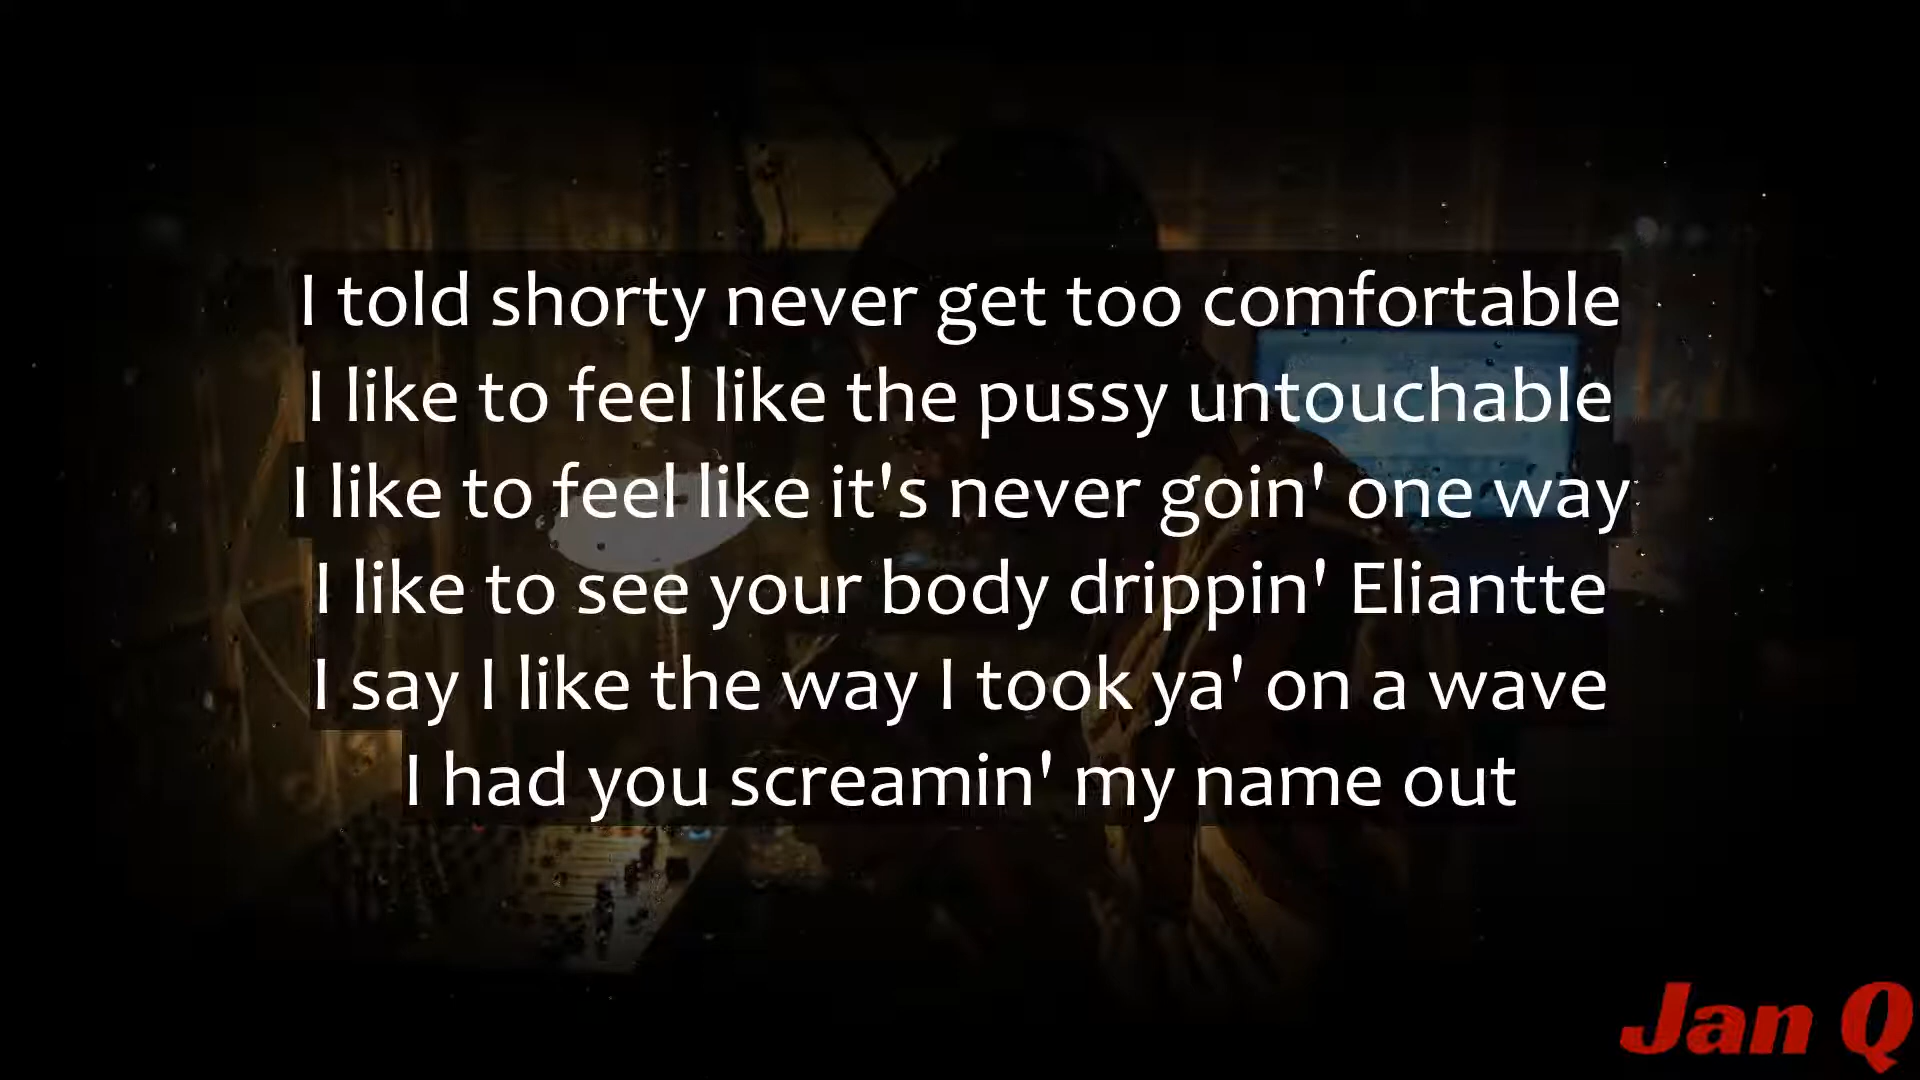 I told shorty never get too comfortable
I like to feel like the pussy untouchable
I like to feel like it's never goin' one way
I like to see your body drippin' Eliantte
I say I like the way I took ya' on a wave
I had you screamin' my name out
Jan Q